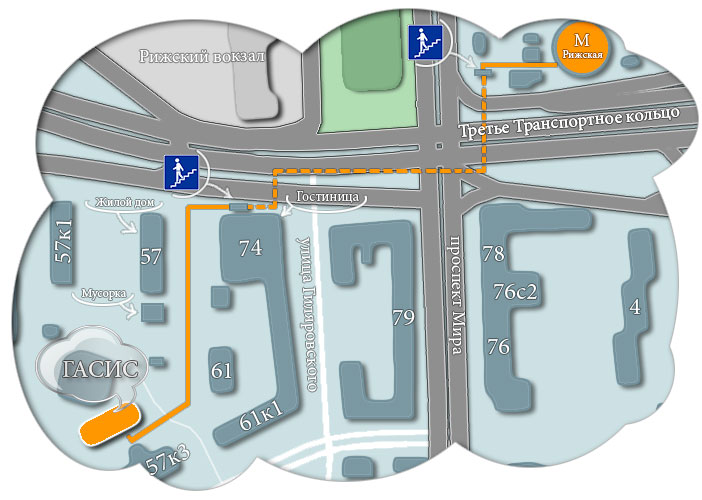 Рижский вокзал
М
Рижская
Третье Транспортное кольцо
Гостиница
Жилой дом
57к1
57
74
улица Гиляровского
проспект Мира
78
76с2
79
76
4
Мусорка
ГАСИС
61
61к1
57к3